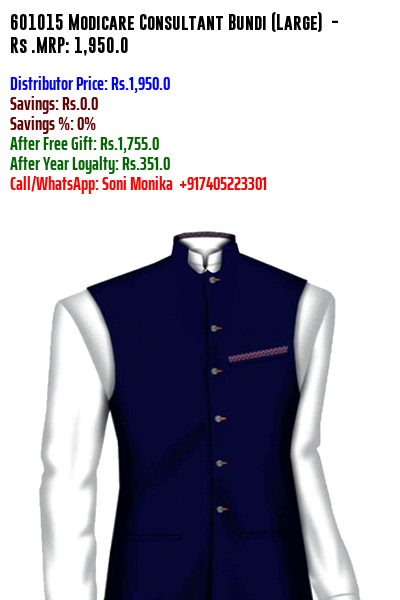 601015 Modicare Consultant Bundi (Large) -
Rs .MRP: 1,950.0
Distributor Price: Rs.1,950.0
Savings: Rs.0.0
Savings %: 0%
After Free Gift: Rs.1,755.0
After Year Loyalty: Rs.351.0
Call/WhatsApp: Soni Monika +917405223301